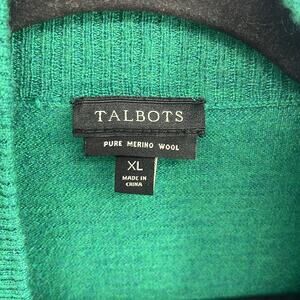 TALBOTS
PURE MERINO WOOL
XL
MADE IN
CHINA